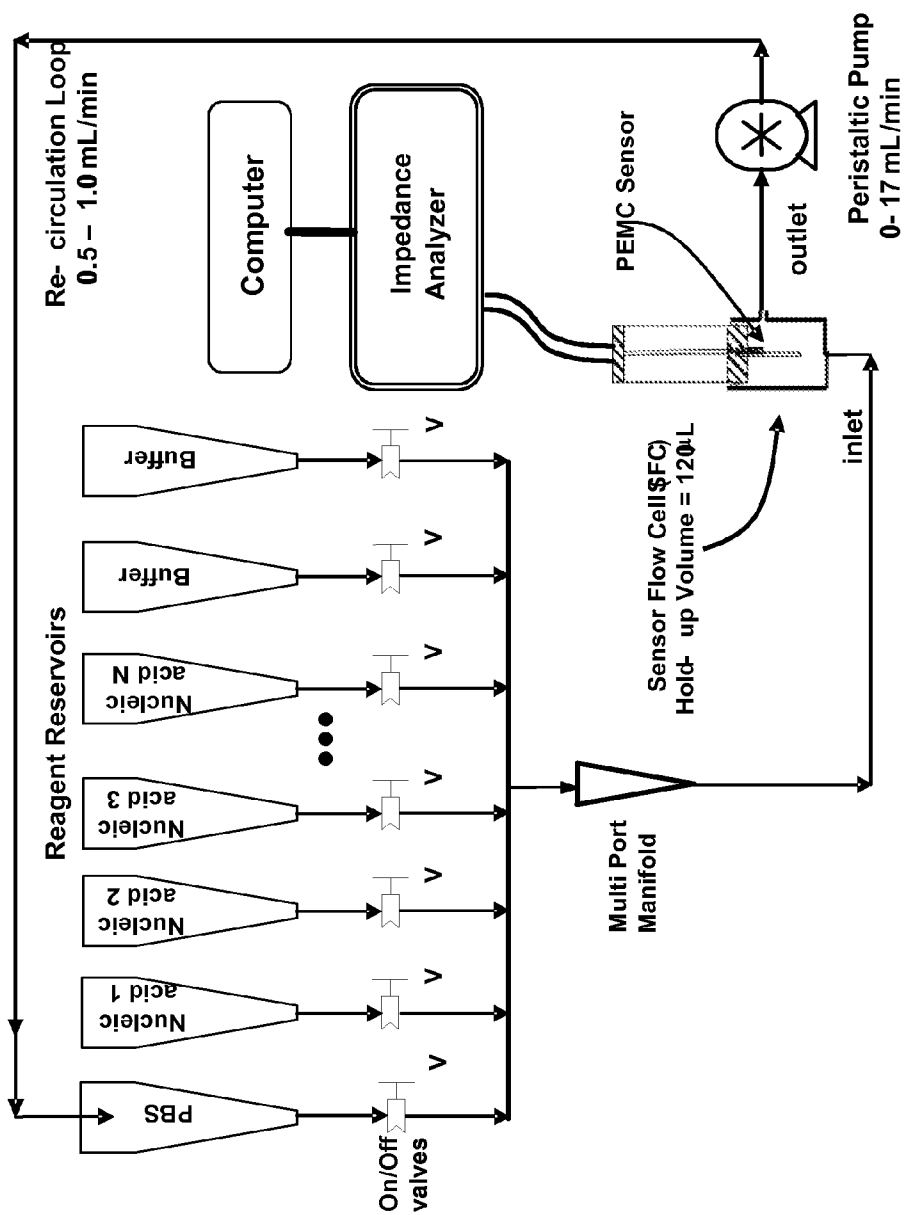 Re- circulation Loop
0.5 – 1.0 mL/min
Reagent Reservoirs
PBS
Nucleic
acid 1
Nucleic
acid 2
Nucleic
acid 3
Nucleic
acid N
Buffer
Buffer
On/Off
valves
V
V
V
V
V
V
V
Computer
Impedance
Analyzer
Multi Port
Manifold
Sensor Flow Cell(SFC)
Hold- up Volume = 120μL
PEMC Sensor
inlet
outlet
Peristaltic Pump
0- 17 mL/min